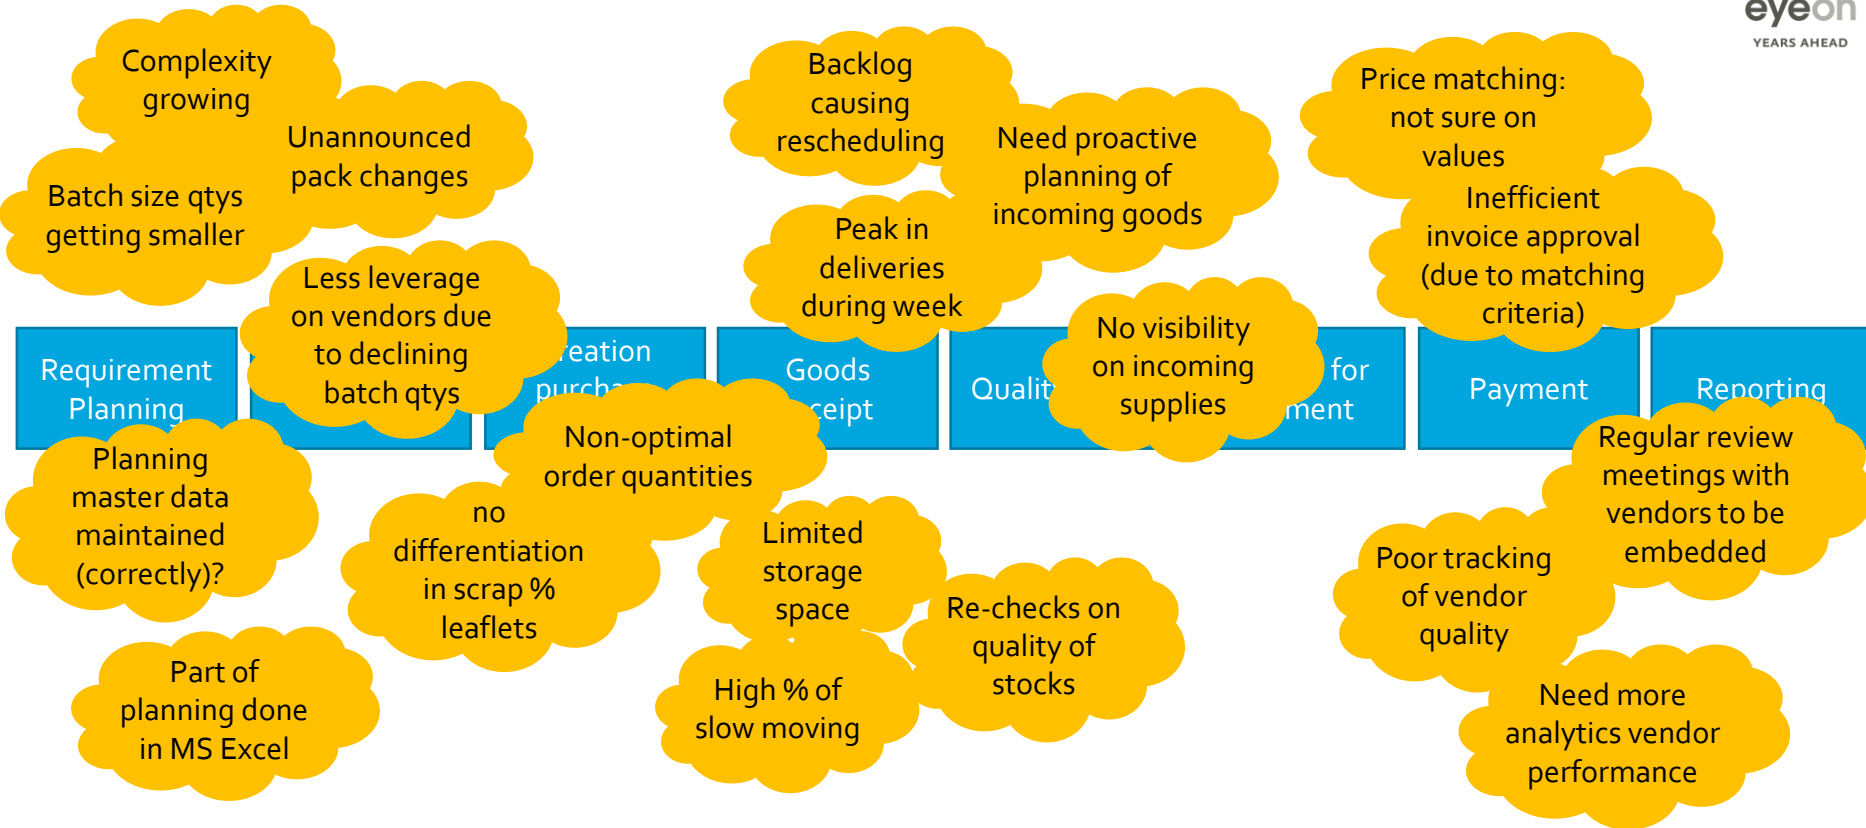 eyeon
YEARS AHEAD
Complexity
growing
Unannounced
pack changes
Batch size qtys
getting smaller
Less leverage
on vendors due
to declining
batch qtys
Backlog
causing
rescheduling
Need proactive
planning of
incoming goods
Peak in
deliveries
during week
No visibility
on incoming
supplies
Price matching:
not sure on
values
Inefficient
invoice approval
(due to matching
criteria)
Requirement
Planning
Goods
Payment
Reporting
for
Planning
master data
maintained
(correctly)?
Part of
planning done
in MS Excel
Non-optimal
order quantities
no
differentiation
in scrap %
leaflets
Limited
storage
space
High % of
slow moving
Re-checks on
quality of
stocks
Regular review
meetings with
vendors to be
embedded
Poor tracking
of vendor
quality
Need more
analytics vendor
performance